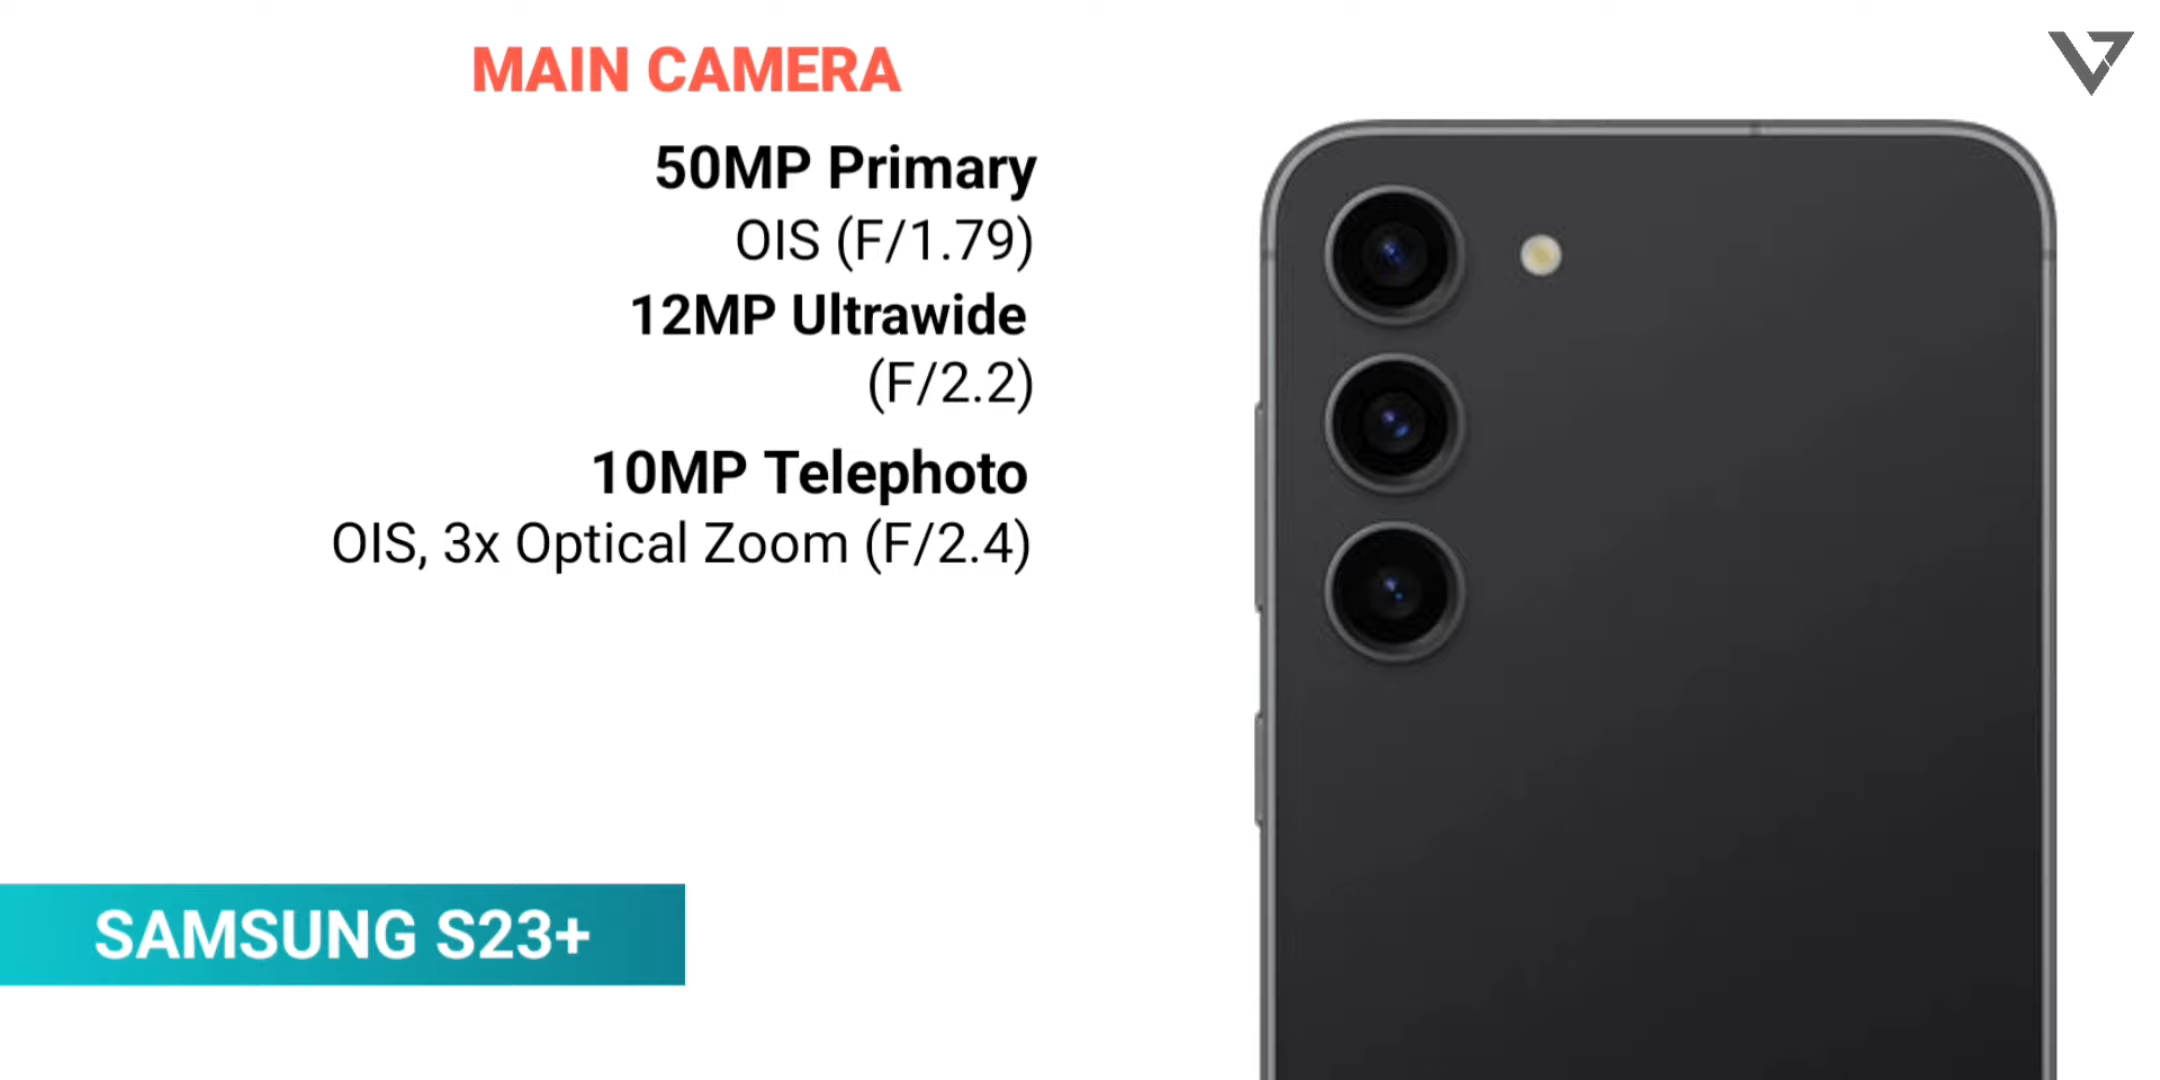 MAIN CAMERA
50MP Primary
OIS (F/1.79)
12MP Ultrawide
(F/2.2)
10MP Telephoto
OIS, 3x Optical Zoom (F/2.4)
SAMSUNG S23+